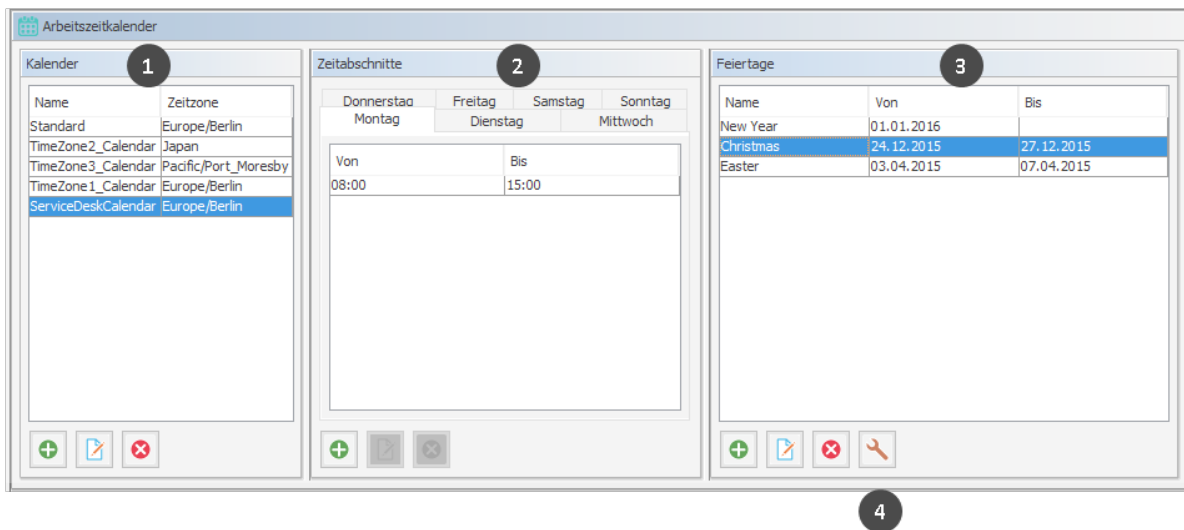 Arbeitszeitkalender
Kalender 1
Name Zeitzone
Standard Europe/Berlin
TimeZone2_Calendar Japan
TimeZone3_Calendar Pacific/Port_Moresby
TimeZone1_Calendar Europe/Berlin
ServiceDeskCalendar Europe/Berlin
Zeitabschnitte 2
Donnerstag Freitag Samstag Sonntag
Montag Dienstag Mittwoch
Von Bis
08:00 15:00
Feiertage 3
Name Von Bis
New Year 01.01.2016
Christmas 24.12.2015 27.12.2015
Easter 03.04.2015 07.04.2015
4